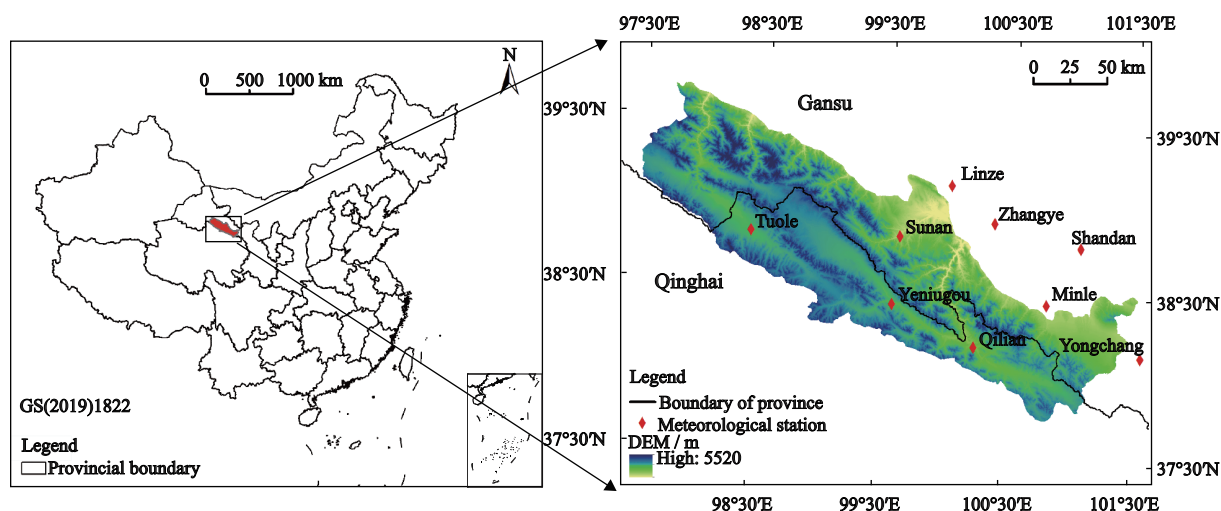 0 500 1000 km
N
GS(2019)1822
Legend
Provincial boundary
97°30′E 98°30′E 99°30′E 100°30′E 101°30′E
39°30′N
38°30′N
37°30′N
0 25 50 km
Gansu
Linze
Zhangye
Shandan
Tuole
Sunan
Qinghai
Yeniugou
Minle
Qilian
Yongchang
Legend
Boundary of province
Meteorological station
DEM / m
High: 5520
39°30′N
38°30′N
37°30′N
98°30′E 99°30′E 100°30′E 101°30′E